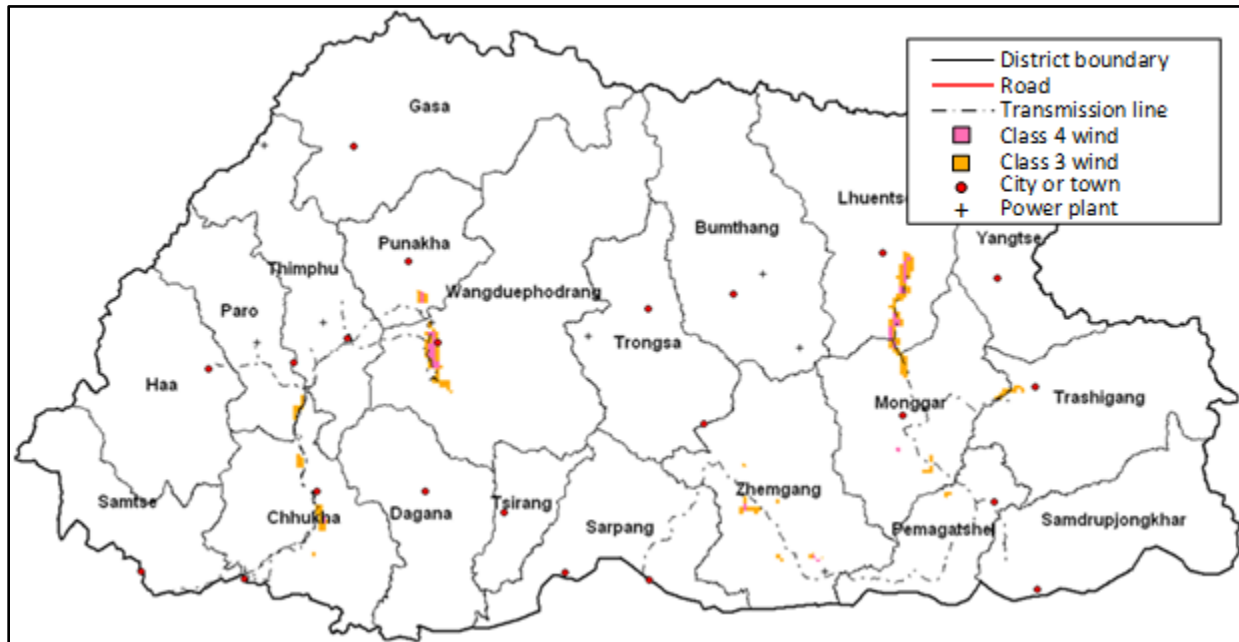 District boundary
Road
Transmission line
Class 4 wind
Class 3 wind
City or town
Power plant
Gasa
Lhuents
Punakha
Bumthang
Yangtse
Thimphu
Wangduephodrang
Paro
Trongsa
Haa
Monggar
Trashigang
Samtse
Chhukha
Dagana
Tsirang
Zhemgang
Sarpang
Pemagatshel
Samdrupjongkhar